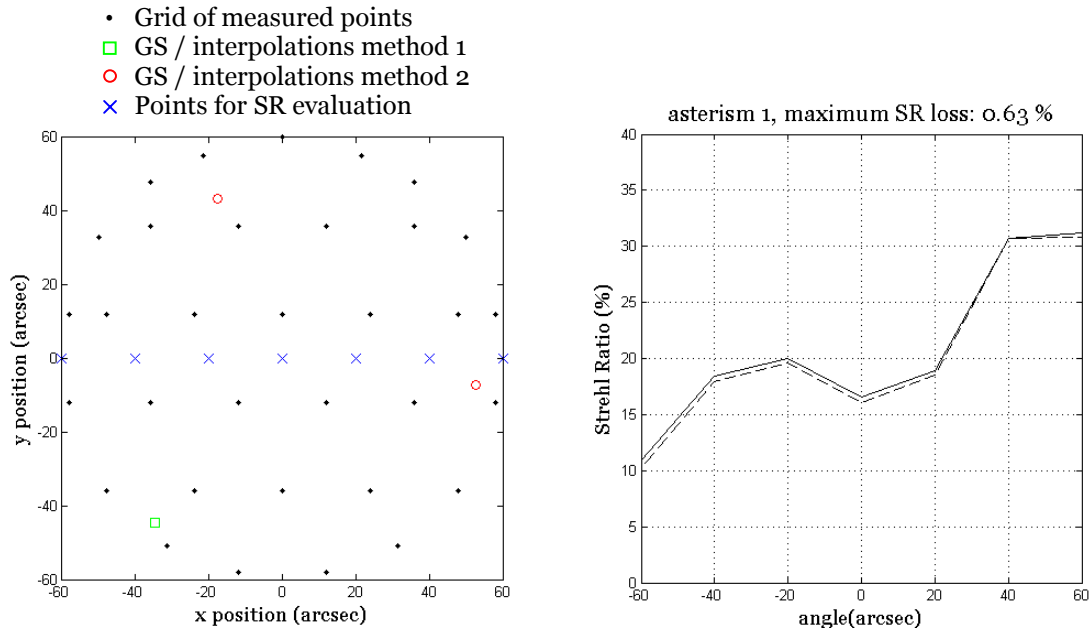 Grid of measured points
GS / interpolations method 1
GS / interpolations method 2
Points for SR evaluation
60
40
20
0
-20
-40
-60
y position (arcsec)
-60 -40 -20 0 20 40 60
x position (arcsec)
asterism 1, maximum SR loss: 0.63 %
40
35
30
25
20
15
10
5
0
Strehl Ratio (%)
-60 -40 -20 0 20 40 60
angle(arcsec)